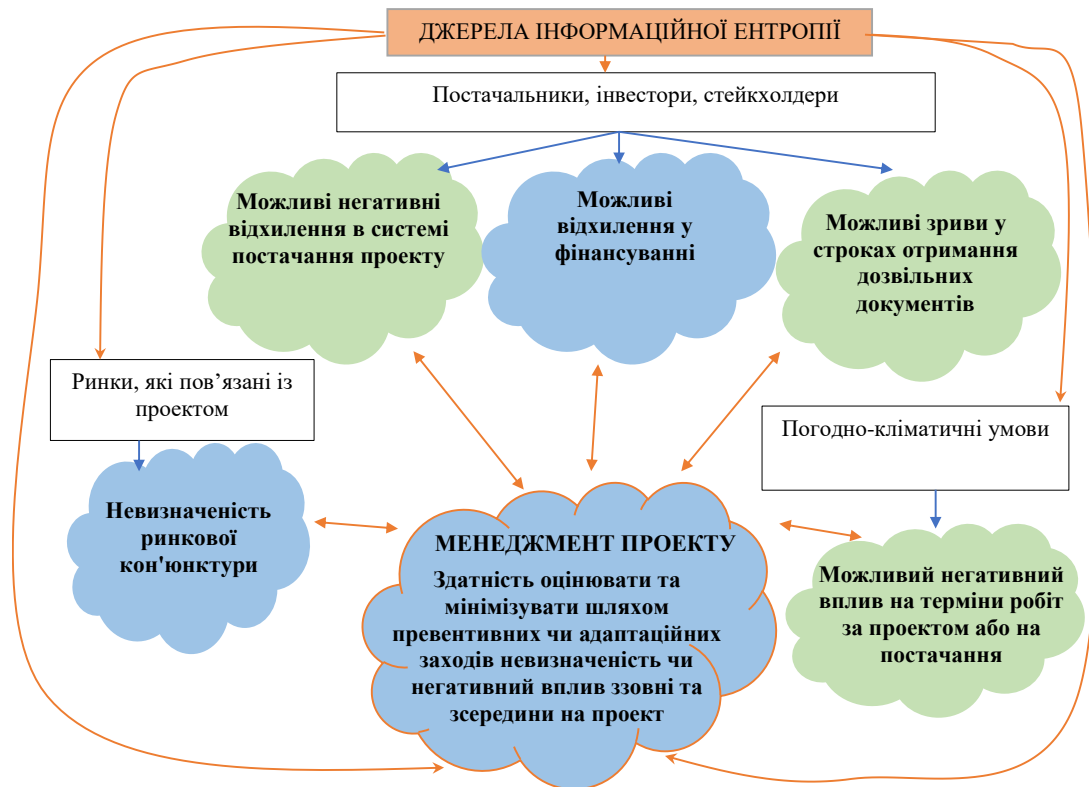 ДЖЕРЕЛА ІНФОРМАЦІЙНОЇ ЕНТРОПІЇ
Постачальники, інвестори, стейкхолдери
Можливі негативні
відхилення в системі
постачання проекту
Можливі
відхилення у
фінансуванні
Можливі зриви у
строках отримання
дозвільних
документів
Ринки, які пов’язані із
проектом
Погодно-кліматичні умови
Невизначеність
ринкової
кон'юнктури
МЕНЕДЖМЕНТ ПРОЕКТУ
Здатність оцінювати та
мінімізувати шляхом
превентивних чи адаптаційних
заходів невизначеність чи
негативний вплив ззовні та
зсередини на проект
Можливий негативний
вплив на терміни робіт
за проектом або на
постачання